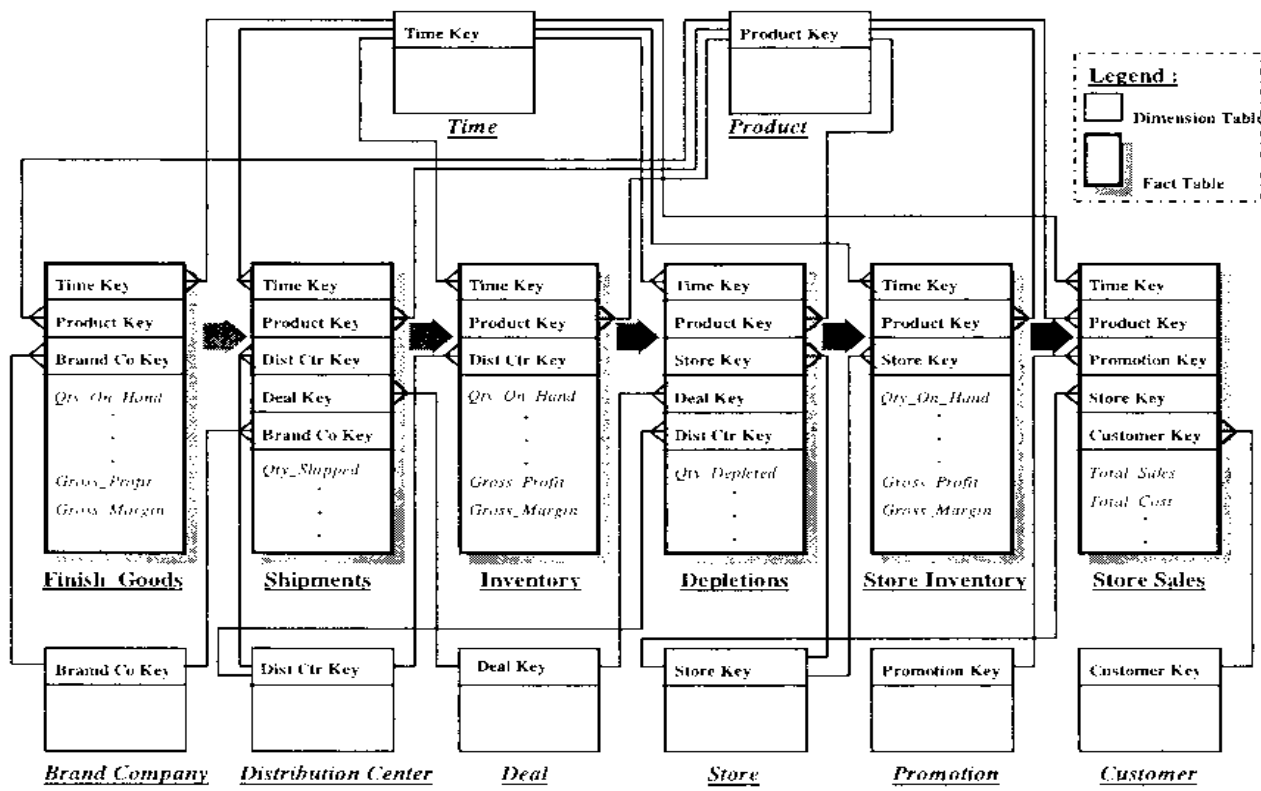 Time Key
Time
Product Key
Product
Legend :
Dimension Table
Fact Table
Time Key
Product Key
Brand Co Key
Qty_On_Hand
Gross_Profit
Gross_Margin
Finish_Goods
Time Key
Product Key
Dist Ctr Key
Deal Key
Brand Co Key
Qty_Shipped
Shipments
Time Key
Product Key
Dist Ctr Key
Qty_On_Hand
Gross_Profit
Gross_Margin
Inventory
Time Key
Product Key
Store Key
Deal Key
Dist Ctr Key
Qty_Depleted
Depletions
Time Key
Product Key
Store Key
Qty_On_Hand
Gross_Profit
Gross_Margin
Store Inventory
Time Key
Product Key
Promotion Key
Store Key
Customer Key
Total_Sales
Total_Cost
Store Sales
Brand Co Key
Brand Company
Dist Ctr Key
Distribution Center
Deal Key
Deal
Store Key
Store
Promotion Key
Promotion
Customer Key
Customer